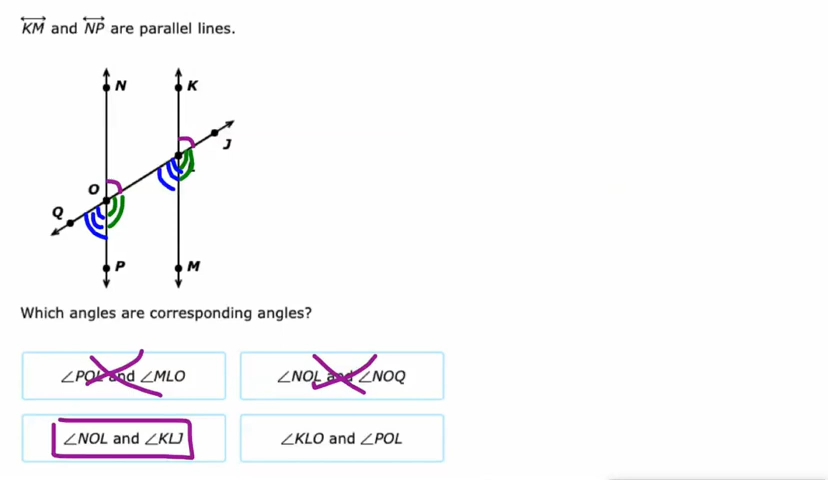 KM and NP are parallel lines.
N K
J
O
Q
P M
Which angles are corresponding angles?
∠POL and ∠MLO ∠NOL and ∠NOQ
∠NOL and ∠KLJ ∠KLO and ∠POL